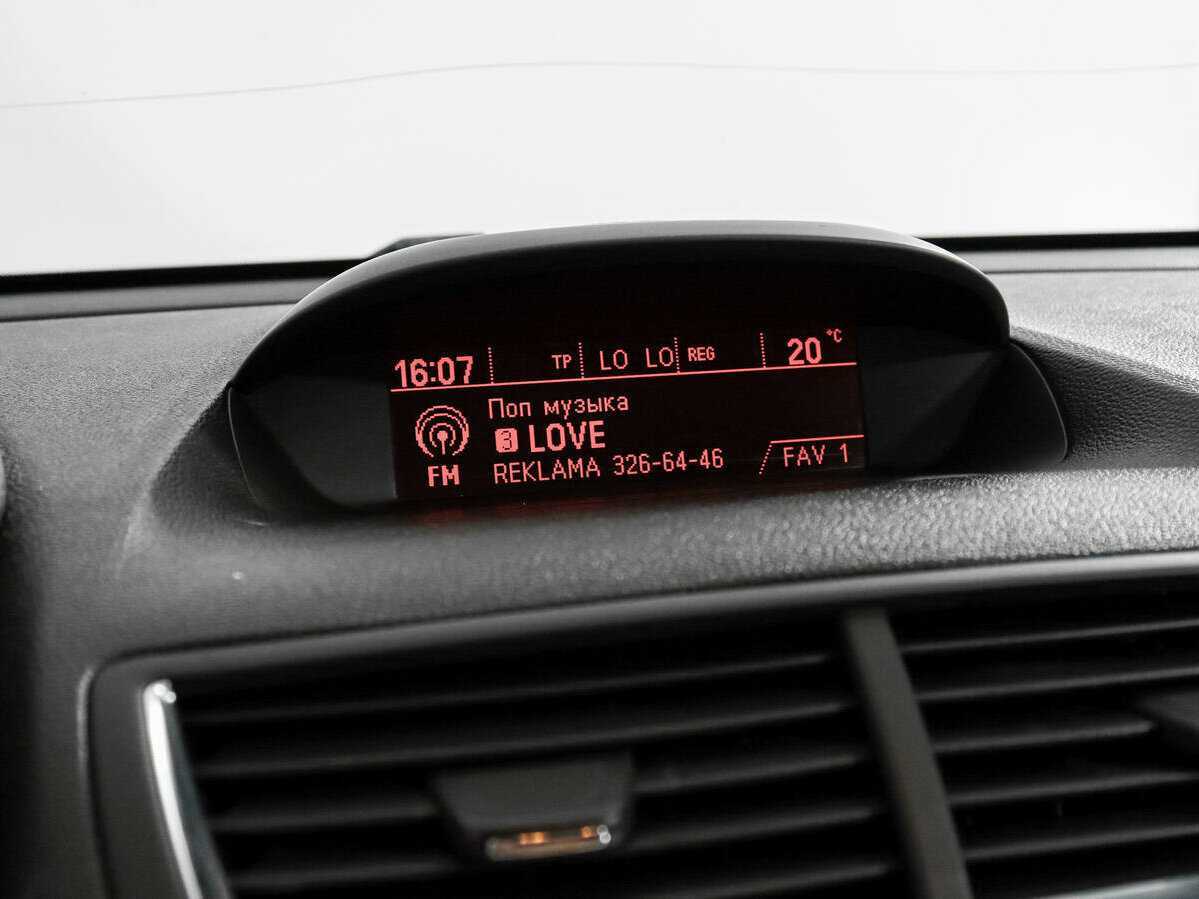 16:07 TP LO LO REG 20 °C
Поп музыка
3 LOVE
REKLAMA 326-64-46
FM FAV 1